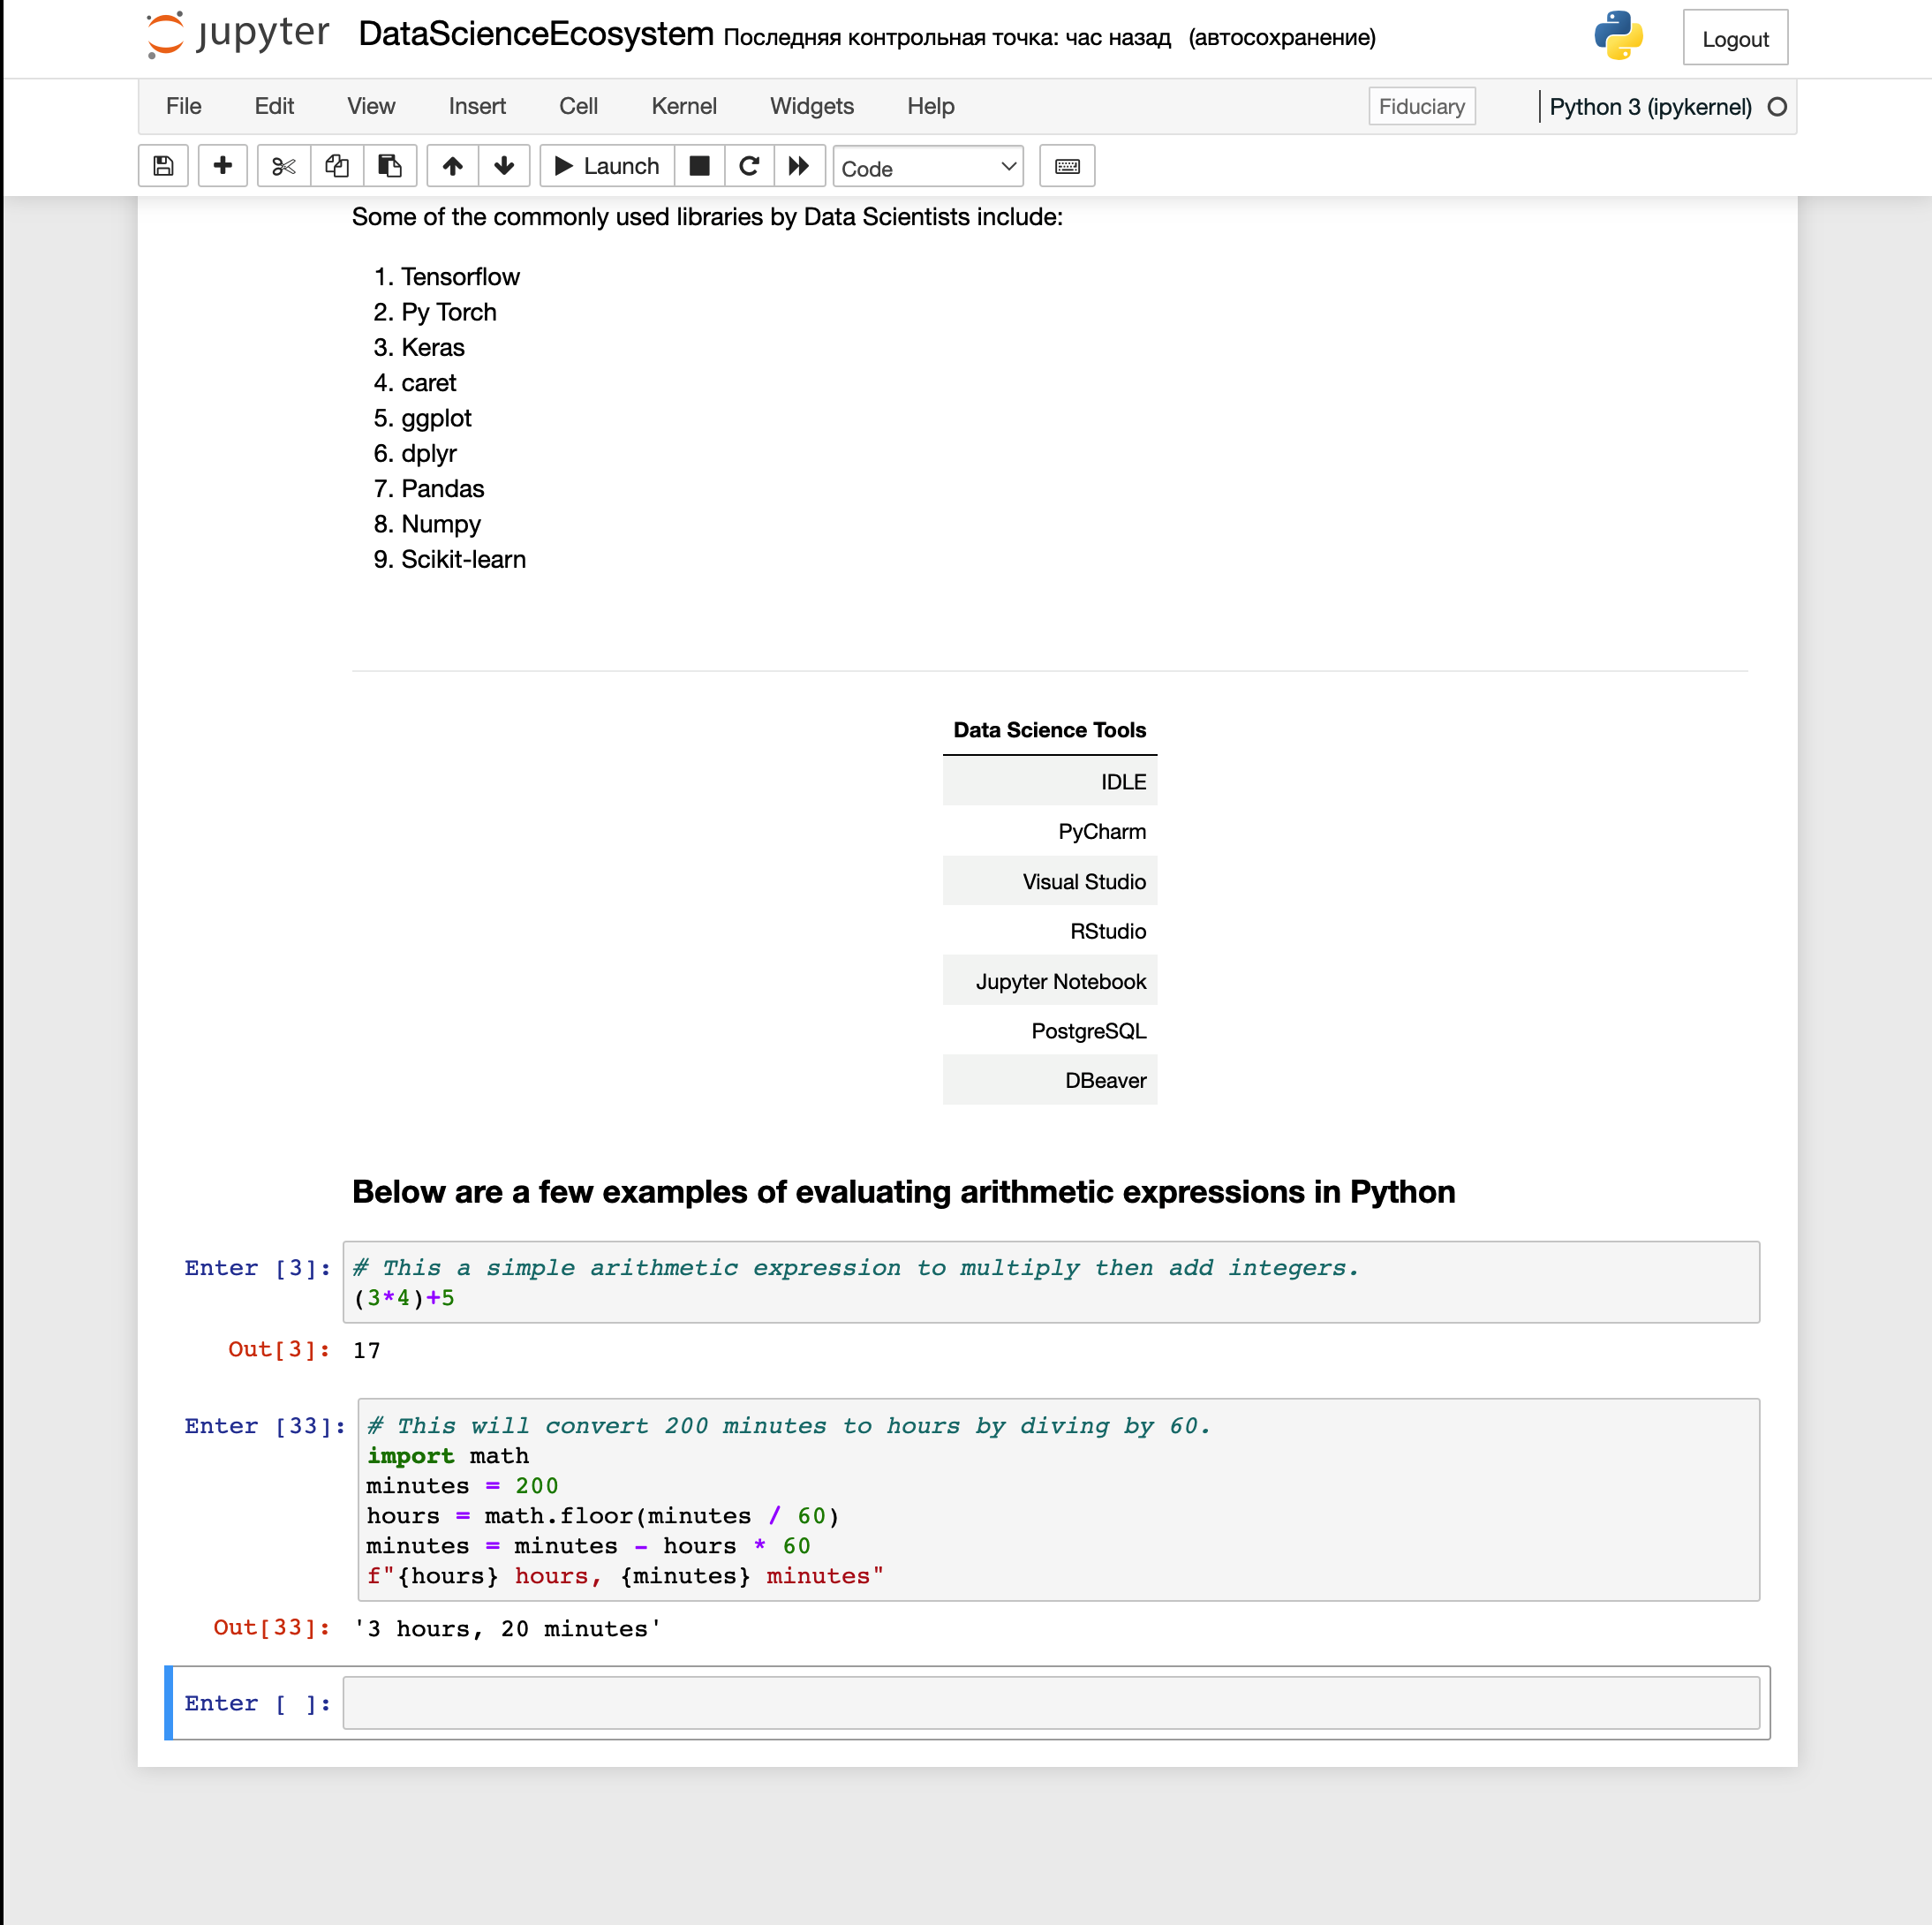 jupyter DataScienceEcosystem Последняя контрольная точка: час назад (автосохранение) Logout
File Edit View Insert Cell Kernel Widgets Help Fiduciary Python 3 (ipykernel)
Launch Code
Some of the commonly used libraries by Data Scientists include:
1. Tensorflow
2. Py Torch
3. Keras
4. caret
5. ggplot
6. dplyr
7. Pandas
8. Numpy
9. Scikit-learn
Data Science Tools
IDLE
PyCharm
Visual Studio
RStudio
Jupyter Notebook
PostgreSQL
DBeaver
Below are a few examples of evaluating arithmetic expressions in Python
Enter [3]: # This a simple arithmetic expression to multiply then add integers.
(3*4)+5
Out[3]: 17
Enter [33]: # This will convert 200 minutes to hours by diving by 60.
import math
minutes = 200
hours = math.floor(minutes / 60)
minutes = minutes - hours * 60
f"{hours} hours, {minutes} minutes"
Out[33]: '3 hours, 20 minutes'
Enter [ ]: